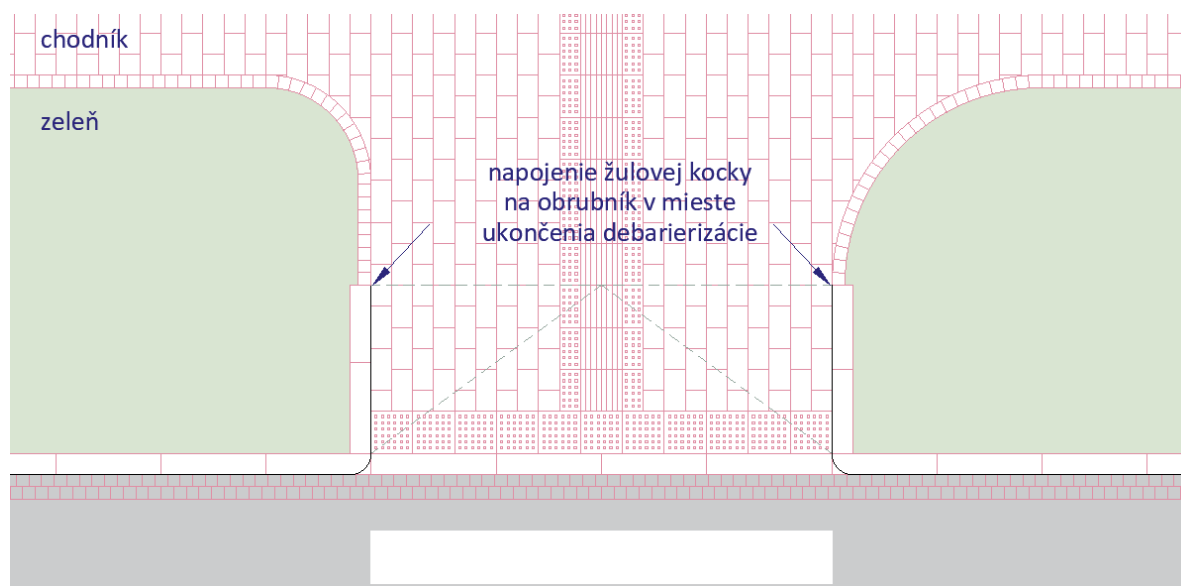 chodník
zeleň
napojenie žulovej kocky
na obrubník v mieste
ukončenia debarierizácie